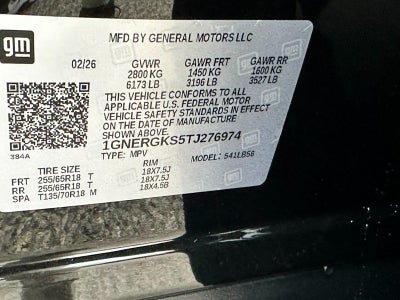 gm
MFD BY GENERAL MOTORS LLC
02/26 GVWR GAWR FRT GAWR RR
2800 KG 1450 KG 1600 KG
6173 LB 3196 LB 3527 LB
THIS VEHICLE CONFORMS TO ALL
APPLICABLE U.S. FEDERAL MOTOR
VEHICLE SAFETY STANDARDS IN EFFECT
ON THE DATE OF MANUFACTURE
SHOWN ABOVE.
1GNERGKS5TJ276974
384A TYPE: MPV MODEL: 541LB56
TIRE SIZE RIM
FRT 255/65R18 T 18X7.5J
RR 255/65R18 T 18X7.5J
SPA T135/70R18 M 18X4.5B